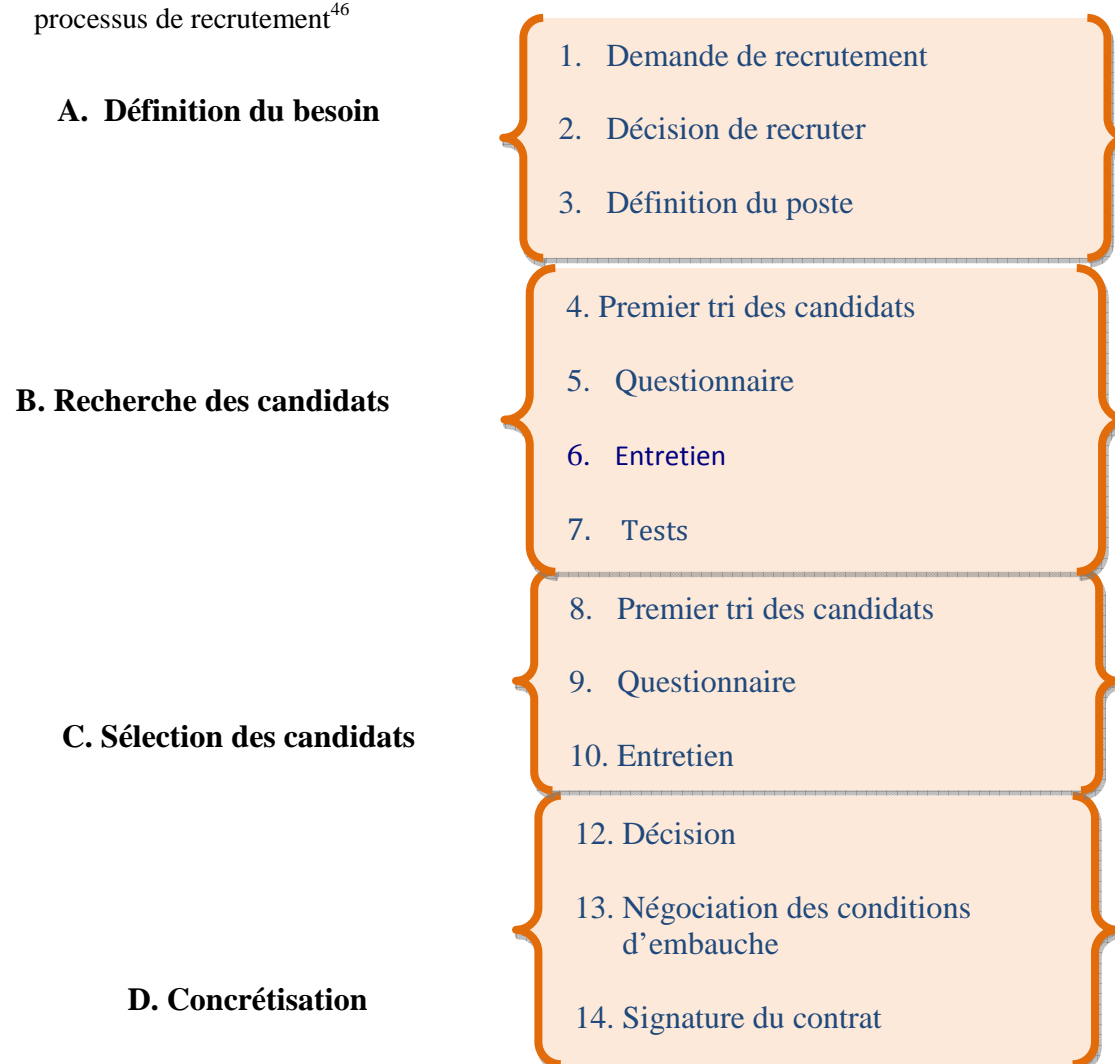 processus de recrutement46
A. Définition du besoin
1. Demande de recrutement
2. Décision de recruter
3. Définition du poste
B. Recherche des candidats
4. Premier tri des candidats
5. Questionnaire
6. Entretien
7. Tests
C. Sélection des candidats
8. Premier tri des candidats
9. Questionnaire
10. Entretien
D. Concrétisation
12. Décision
13. Négociation des conditions
d’embauche
14. Signature du contrat